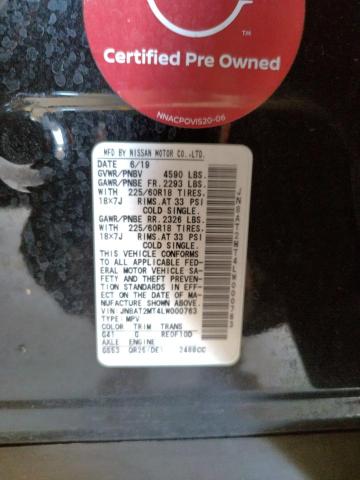 TM
Certified Pre Owned
NNACPOVIS20-06
MFD BY NISSAN MOTOR CO.,LTD.
DATE 6/19
GVWR/PNBV 4590 LBS.
GAWR/PNBE FR. 2293 LBS.
WITH 225/60R18 TIRES,
18X7J RIMS, AT 33 PSI
COLD SINGLE.
GAWR/PNBE RR. 2326 LBS.
WITH 225/60R18 TIRES,
18X7J RIMS, AT 33 PSI
COLD SINGLE.
THIS VEHICLE CONFORMS
TO ALL APPLICABLE FED-
ERAL MOTOR VEHICLE SA-
FETY AND THEFT PREVEN-
TION STANDARDS IN EFF-
ECT ON THE DATE OF MA-
NUFACTURE SHOWN ABOVE.
VIN:JN8AT2MT4LW000763
TYPE:MPV
COLOR TRIM TRANS
G41 G RE0F10D
AXLE ENGINE
GS53 QR25(DE) 2488CC
JN8AT2MT4LW000763